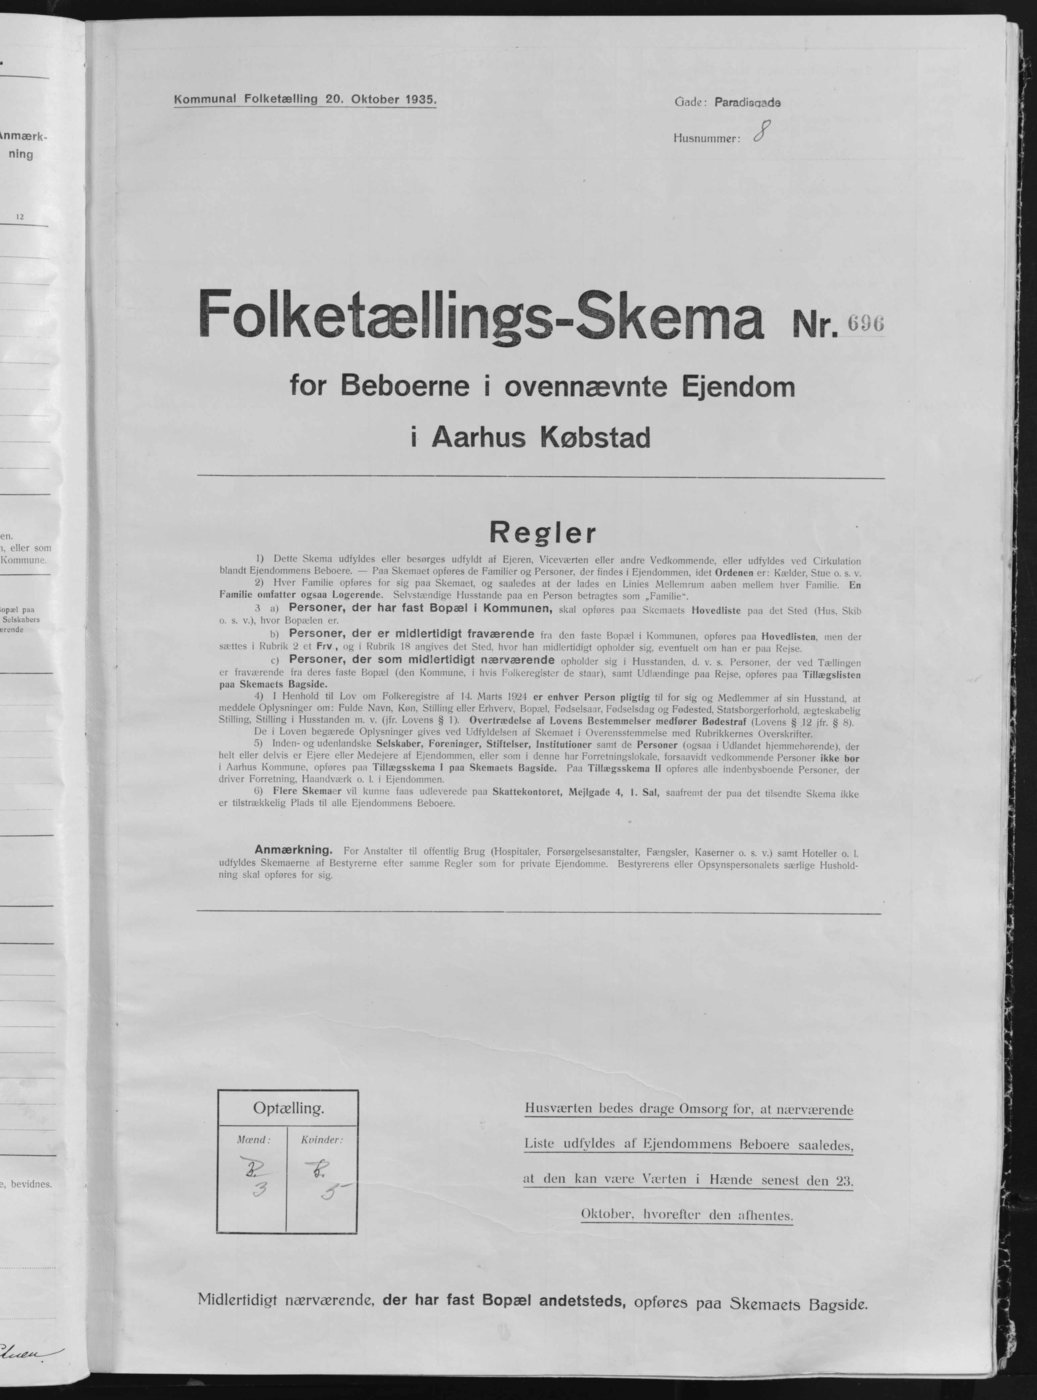 Anmærk-
ning
12
en.
n, eller som
Kommune.
Bopæl paa
Selskabers
ærende
e, bevidnes.
Kommunal Folketælling 20. Oktober 1935.
Gade: Paradisgade
Husnummer: 8
Folketællings-Skema Nr. 696
for Beboerne i ovennævnte Ejendom
i Aarhus Købstad
Regler
1) Dette Skema udfyldes eller besørges udfyldt af Ejeren, Viceværten eller andre Vedkommende, eller udfyldes ved Cirkulation
blandt Ejendommens Beboere. — Paa Skemaet opføres de Familier og Personer, der findes i Ejendommen, idet Ordenen er: Kælder, Stue o. s. v.
2) Hver Familie opføres for sig paa Skemaet, og saaledes at der lades en Linies Mellemrum aaben mellem hver Familie. En
Familie omfatter ogsaa Logerende. Selvstændige Husstande paa en Person betragtes som „Familie“.
3 a) Personer, der har fast Bopæl i Kommunen, skal opføres paa Skemaets Hovedliste paa det Sted (Hus, Skib
o. s. v.), hvor Bopælen er.
b) Personer, der er midlertidigt fraværende fra den faste Bopæl i Kommunen, opføres paa Hovedlisten, men der
sættes i Rubrik 2 et Frv., og i Rubrik 18 angives det Sted, hvor han midlertidigt opholder sig, eventuelt om han er paa Rejse.
c) Personer, der som midlertidigt nærværende opholder sig i Husstanden, d. v. s. Personer, der ved Tællingen
er fraværende fra deres faste Bopæl (den Kommune, i hvis Folkeregister de staar), samt Udlændinge paa Rejse, opføres paa Tillægslisten
paa Skemaets Bagside.
4) I Henhold til Lov om Folkeregistre af 14. Marts 1924 er enhver Person pligtig til for sig og Medlemmer af sin Husstand, at
meddele Oplysninger om: Fulde Navn, Køn, Stilling eller Erhverv, Bopæl, Fødselsaar, Fødselsdag og Fødested, Statsborgerforhold, ægteskabelig
Stilling, Stilling i Husstanden m. v. (jfr. Lovens § 1). Overtrædelse af Lovens Bestemmelser medfører Bødestraf (Lovens § 12 jfr. § 8).
De i Loven begærede Oplysninger gives ved Udfyldelsen af Skemaet i Overensstemmelse med Rubrikkernes Overskrifter.
5) Inden- og udenlandske Selskaber, Foreninger, Stiftelser, Institutioner samt de Personer (ogsaa i Udlandet hjemmehørende), der
helt eller delvis er Ejere eller Medejere af Ejendommen, eller som i denne har Forretningslokale, forsaavidt vedkommende Personer ikke bor
i Aarhus Kommune, opføres paa Tillægsskema I paa Skemaets Bagside. Paa Tillægsskema II opføres alle indenbysboende Personer, der
driver Forretning, Haandværk o. l. i Ejendommen.
6) Flere Skemaer vil kunne faas udleverede paa Skattekontoret, Mejlgade 4, 1. Sal, saafremt der paa det tilsendte Skema ikke
er tilstrækkelig Plads til alle Ejendommens Beboere.
Anmærkning. For Anstalter til offentlig Brug (Hospitaler, Forsørgelsesanstalter, Fængsler, Kaserner o. s. v.) samt Hoteller o. l.
udfyldes Skemaerne af Bestyrerne efter samme Regler som for private Ejendomme. Bestyrerens eller Opsynspersonalets særlige Hushold-
ning skal opføres for sig.
Optælling.
Mænd: Kvinder:
3 5
Husværten bedes drage Omsorg for, at nærværende
Liste udfyldes af Ejendommens Beboere saaledes,
at den kan være Værten i Hænde senest den 23.
Oktober, hvorefter den afhentes.
Midlertidigt nærværende, der har fast Bopæl andetsteds, opføres paa Skemaets Bagside.